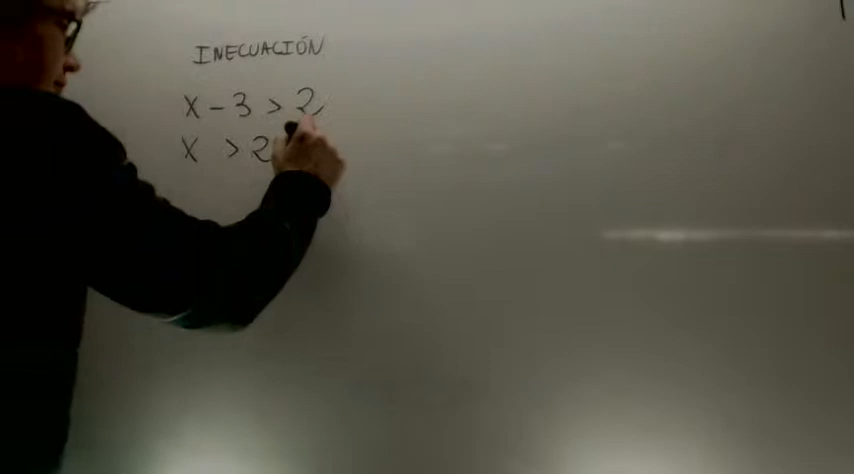 INECUACIÓN
x - 3 > 2
x > 2